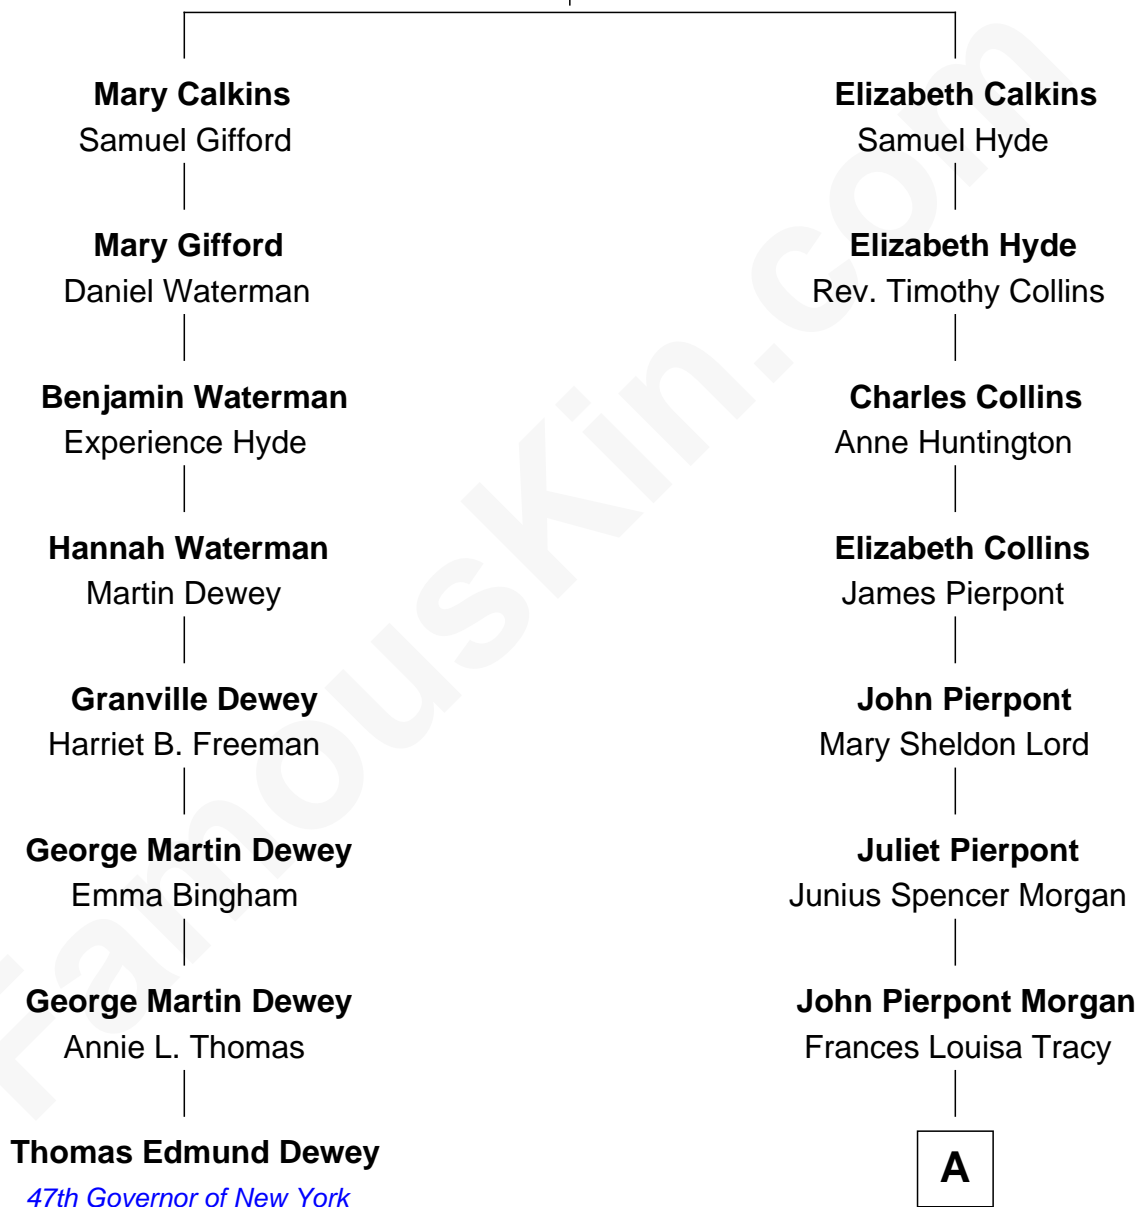 Mary Calkins
Samuel Gifford
Mary Gifford
Daniel Waterman
Benjamin Waterman
Experience Hyde
Hannah Waterman
Martin Dewey
Granville Dewey
Harriet B. Freeman
George Martin Dewey
Emma Bingham
George Martin Dewey
Annie L. Thomas
Thomas Edmund Dewey
47th Governor of New York
Elizabeth Calkins
Samuel Hyde
Elizabeth Hyde
Rev. Timothy Collins
Charles Collins
Anne Huntington
Elizabeth Collins
James Pierpont
John Pierpont
Mary Sheldon Lord
Juliet Pierpont
Junius Spencer Morgan
John Pierpont Morgan
Frances Louisa Tracy
A
FamousKin.com